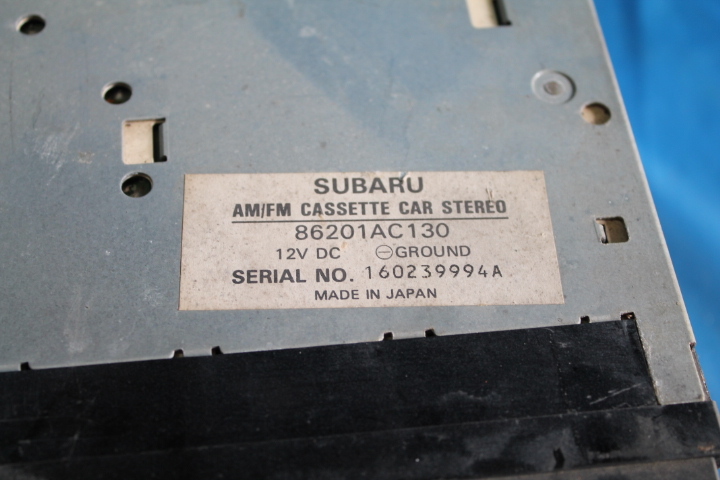 SUBARU
AM/FM CASSETTE CAR STEREO
86201AC130
12V DC ⊖GROUND
SERIAL NO. 160239994A
MADE IN JAPAN